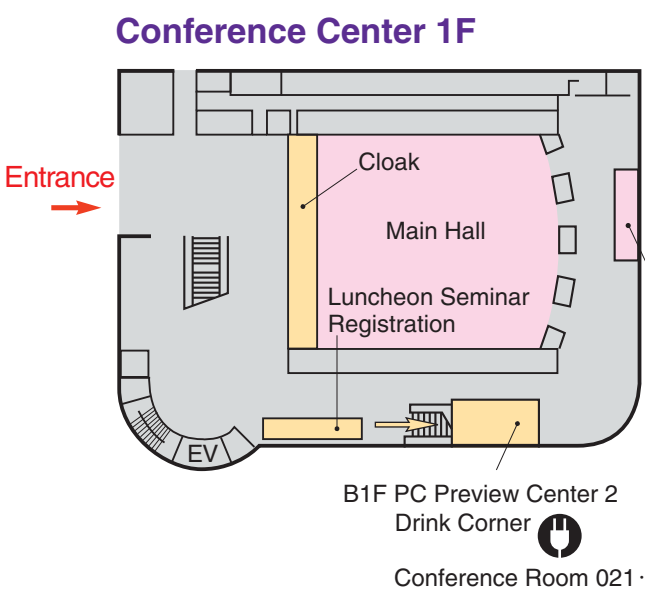 Conference Center 1F
Entrance
Cloak
Main Hall
Luncheon Seminar
Registration
EV
B1F PC Preview Center 2
Drink Corner
Conference Room 021·